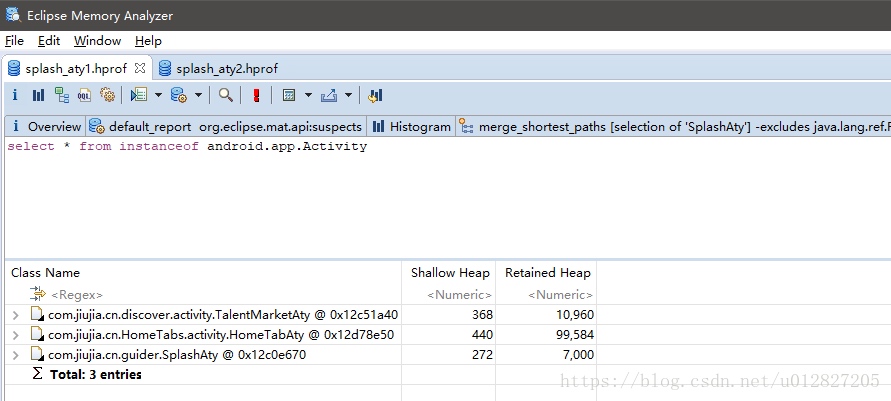 Eclipse Memory Analyzer
File Edit Window Help
splash_aty1.hprof splash_aty2.hprof
i OQL
i Overview default_report org.eclipse.mat.api:suspects Histogram merge_shortest_paths [selection of 'SplashAty'] -excludes java.lang.ref.
select * from instanceof android.app.Activity
Class Name Shallow Heap Retained Heap
<Regex> <Numeric> <Numeric>
com.jiujia.cn.discover.activity.TalentMarketAty @ 0x12c51a40 368 10,960
com.jiujia.cn.HomeTabs.activity.HomeTabAty @ 0x12d78e50 440 99,584
com.jiujia.cn.guider.SplashAty @ 0x12c0e670 272 7,000
Σ Total: 3 entries
https://blog.csdn.net/u012827205